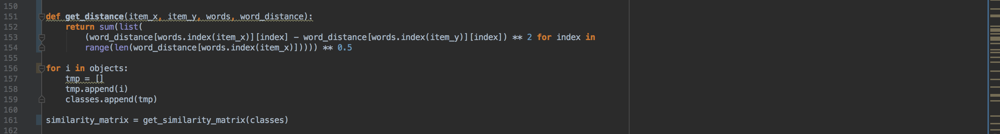 150
151 def get_distance(item_x, item_y, words, word_distance):
152     return sum(list(
153         (word_distance[words.index(item_x)][index] - word_distance[words.index(item_y)][index]) ** 2 for index in
154         range(len(word_distance[words.index(item_x)])))) ** 0.5
155
156 for i in objects:
157     tmp = []
158     tmp.append(i)
159     classes.append(tmp)
160
161 similarity_matrix = get_similarity_matrix(classes)
162